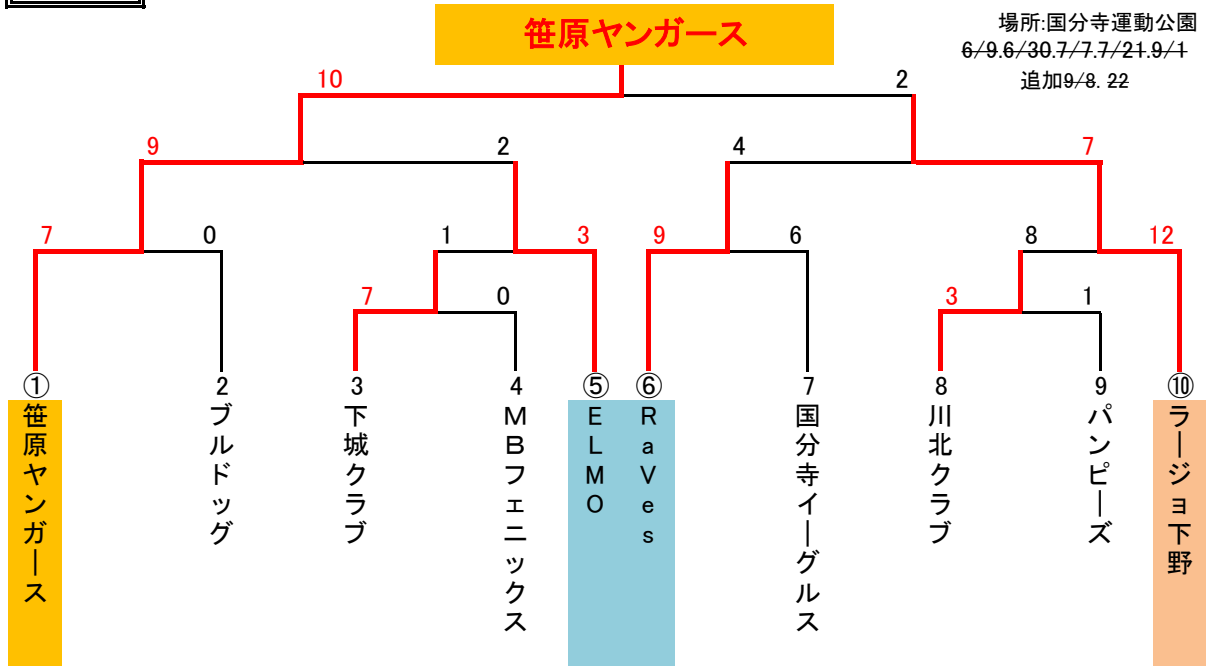 笹原ヤンガース
場所:国分寺運動公園
6/9.6/30.7/7.7/21.9/1
追加9/8. 22
10
2
9
2
4
7
7
0
1
3
9
6
8
12
7
0
3
1
①
笹原ヤンガース
2
ブルドッグ
3
下城クラブ
4
MBフェニックス
⑤
ELMO
⑥
RaVes
7
国分寺イーグルス
8
川北クラブ
9
パンピーズ
⑩
ラージョ下野